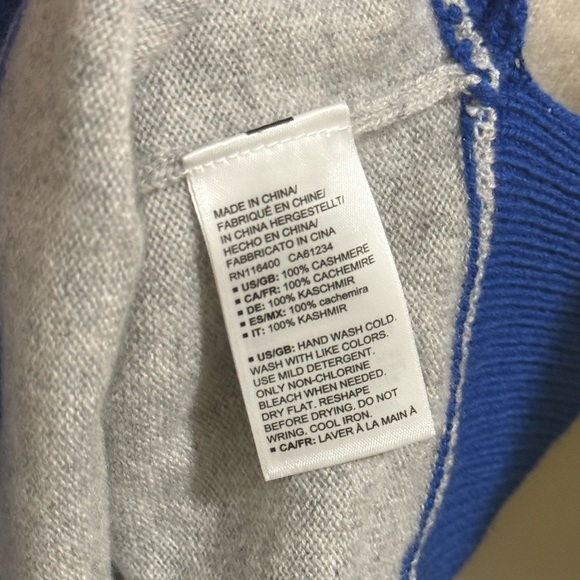 MADE IN CHINA/
FABRIQUÉ EN CHINE/
IN CHINA HERGESTELLT/
HECHO EN CHINA/
FABBRICATO IN CINA
RN116400 CA61234
▪ US/GB: 100% CASHMERE
▪ CA/FR: 100% CACHEMIRE
▪ DE: 100% KASCHMIR
▪ ES/MX: 100% cachemira
▪ IT: 100% KASHMIR
▪ US/GB: HAND WASH COLD.
WASH WITH LIKE COLORS.
USE MILD DETERGENT.
ONLY NON-CHLORINE
BLEACH WHEN NEEDED.
DRY FLAT. RESHAPE
BEFORE DRYING. DO NOT
WRING. COOL IRON.
▪ CA/FR: LAVER À LA MAIN À